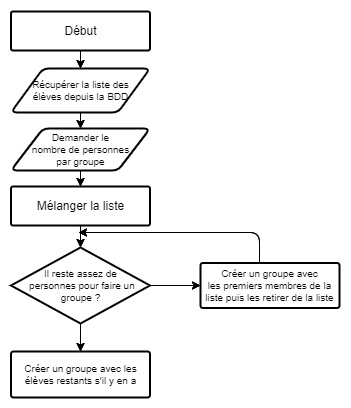 Début
Récupérer la liste des
élèves depuis la BDD
Demander le
nombre de personnes
par groupe
Mélanger la liste
Il reste assez de
personnes pour faire un
groupe ?
Créer un groupe avec
les premiers membres de la
liste puis les retirer de la liste
Créer un groupe avec les
élèves restants s'il y en a